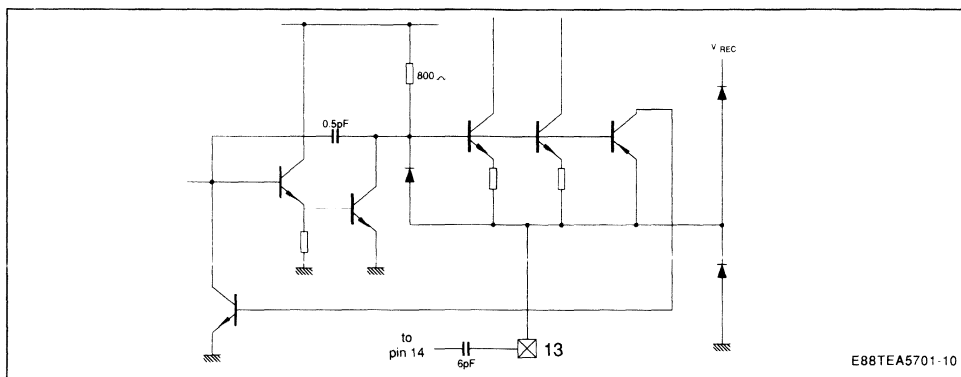 V REC
800 Ω
0.5pF
to
pin 14
6pF
13
E88TEA5701-10